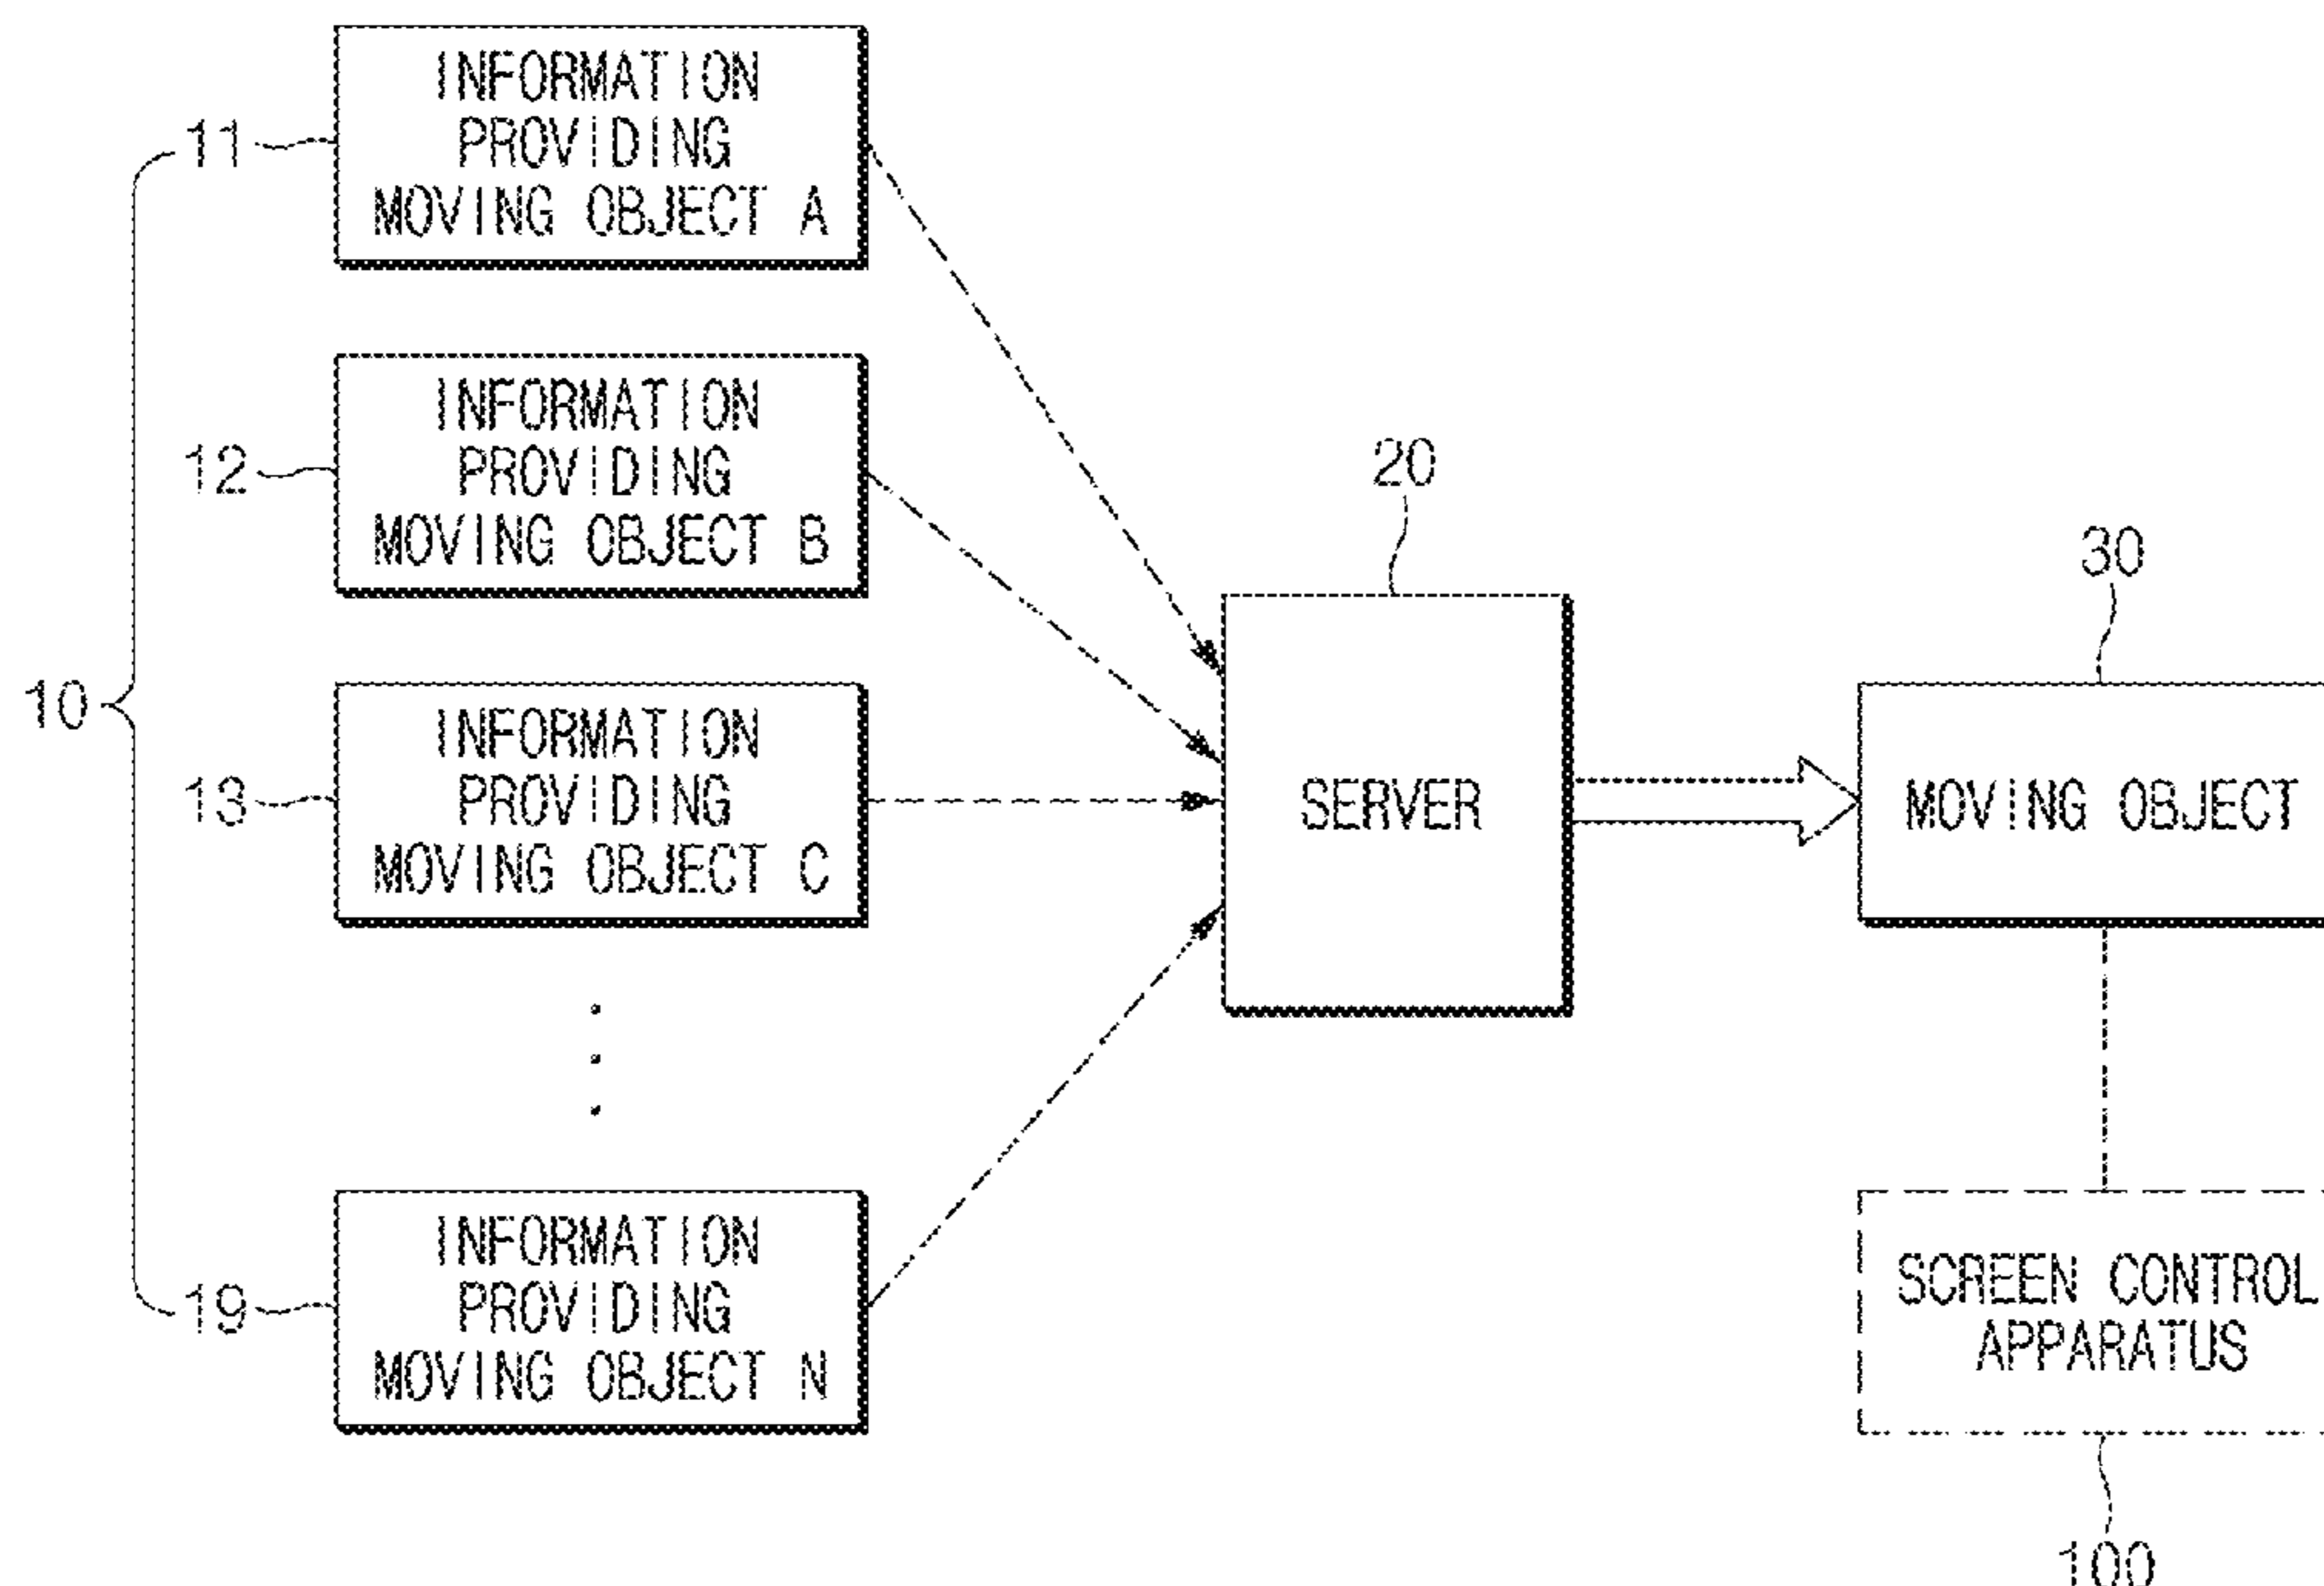 INFORMATION
PROVIDING
MOVING OBJECT A
11
INFORMATION
PROVIDING
MOVING OBJECT B
12
20
30
10
INFORMATION
PROVIDING
MOVING OBJECT C
13
SERVER
MOVING OBJECT
INFORMATION
PROVIDING
MOVING OBJECT N
19
SCREEN CONTROL
APPARATUS
100